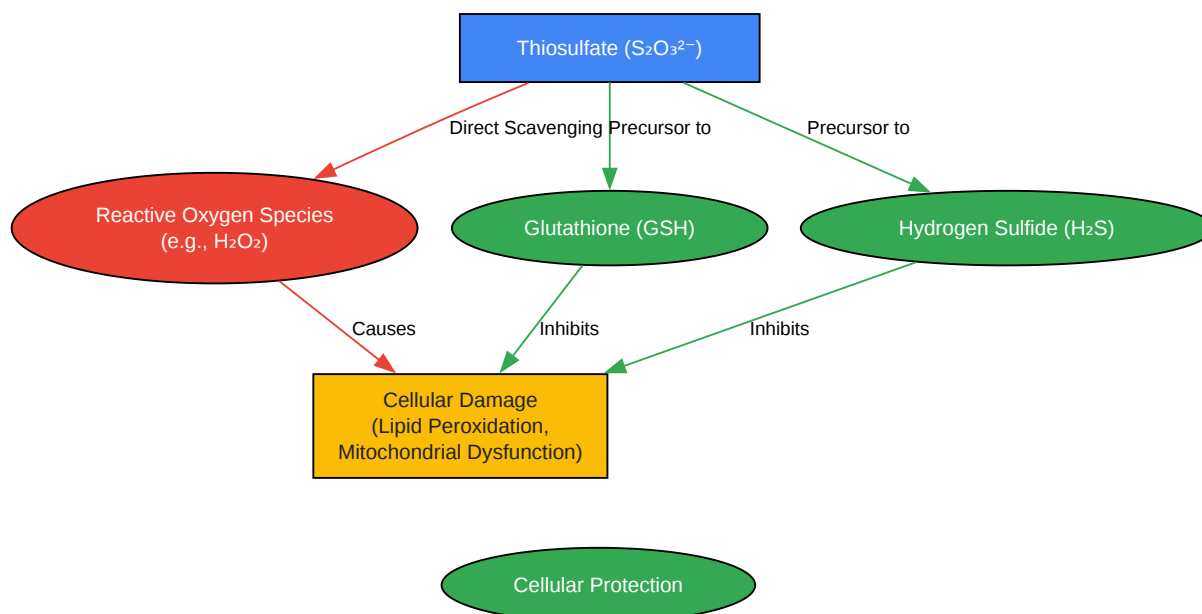 Thiosulfate (S₂O₃²⁻)
Direct Scavenging
Precursor to
Precursor to
Reactive Oxygen Species
(e.g., H₂O₂)
Glutathione (GSH)
Hydrogen Sulfide (H₂S)
Causes
Inhibits
Inhibits
Cellular Damage
(Lipid Peroxidation,
Mitochondrial Dysfunction)
Cellular Protection